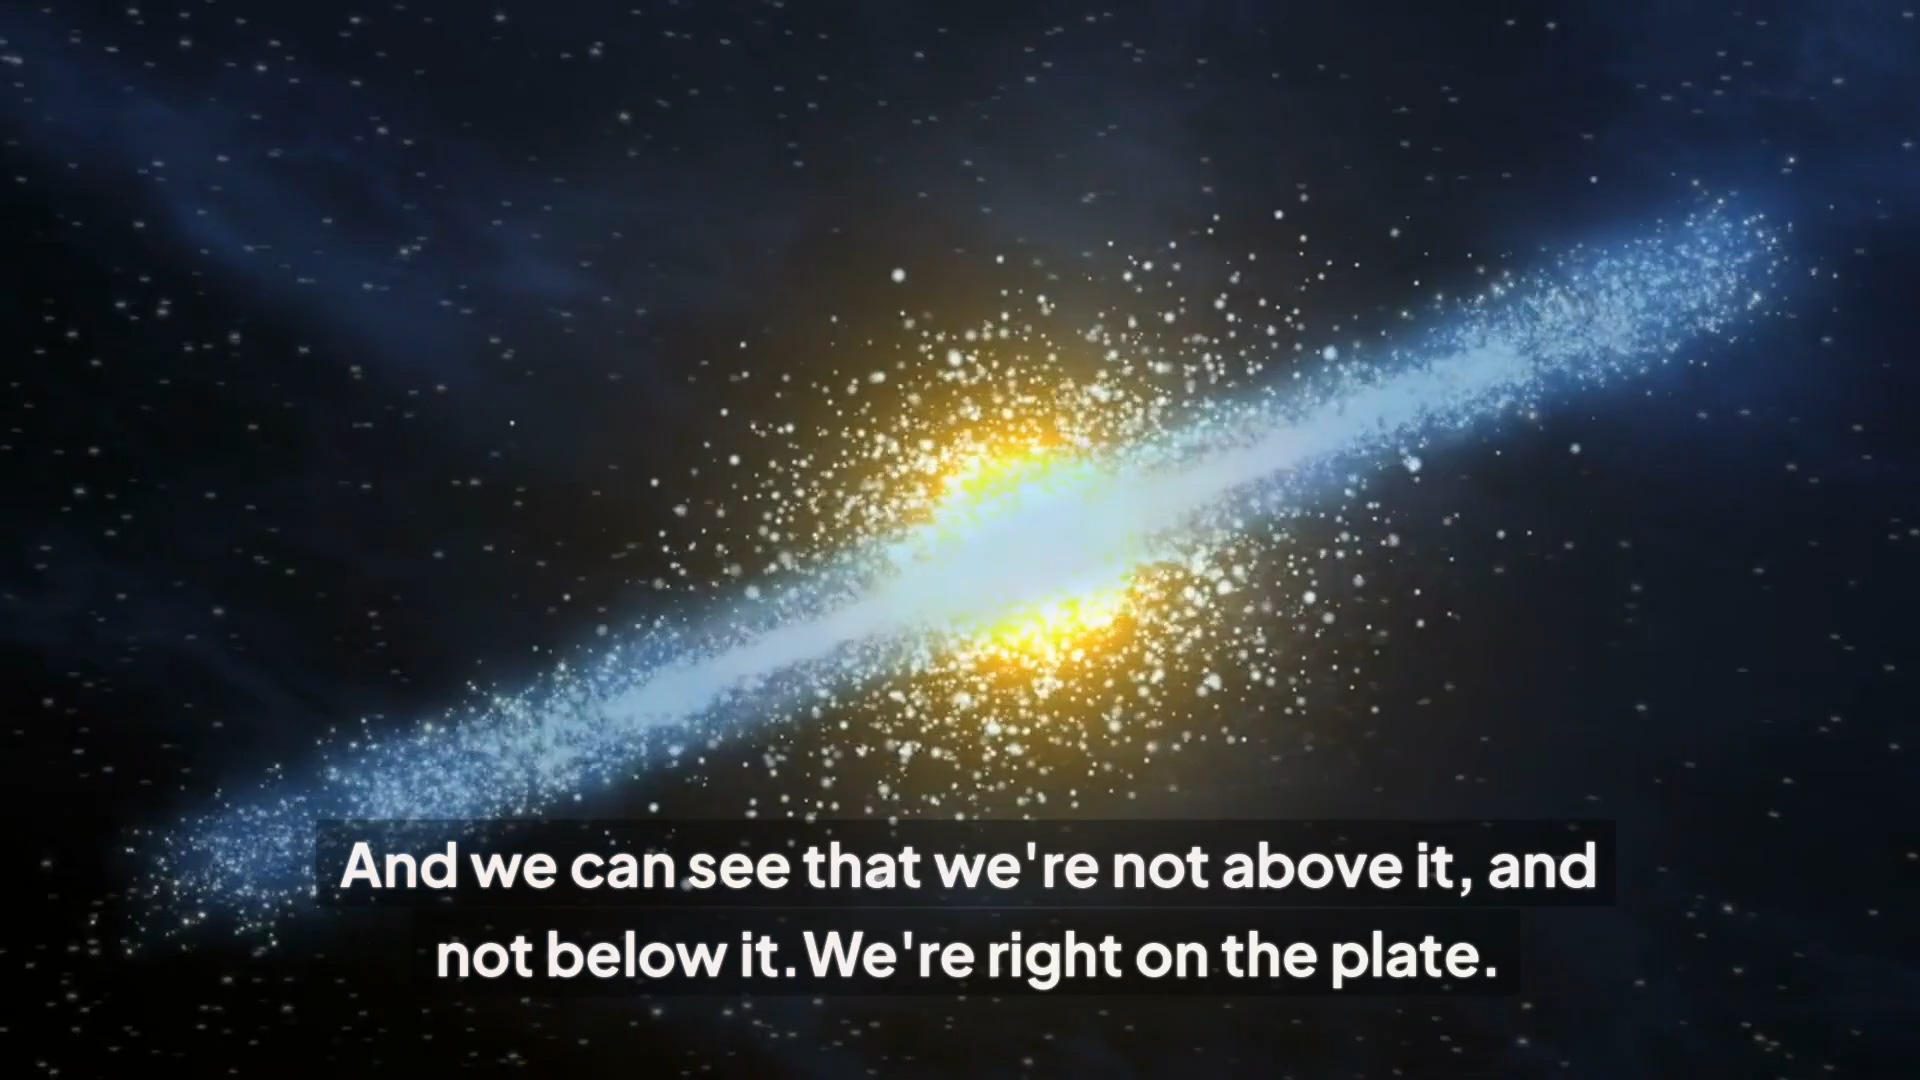 And we can see that we're not above it, and
not below it.We're right on the plate.